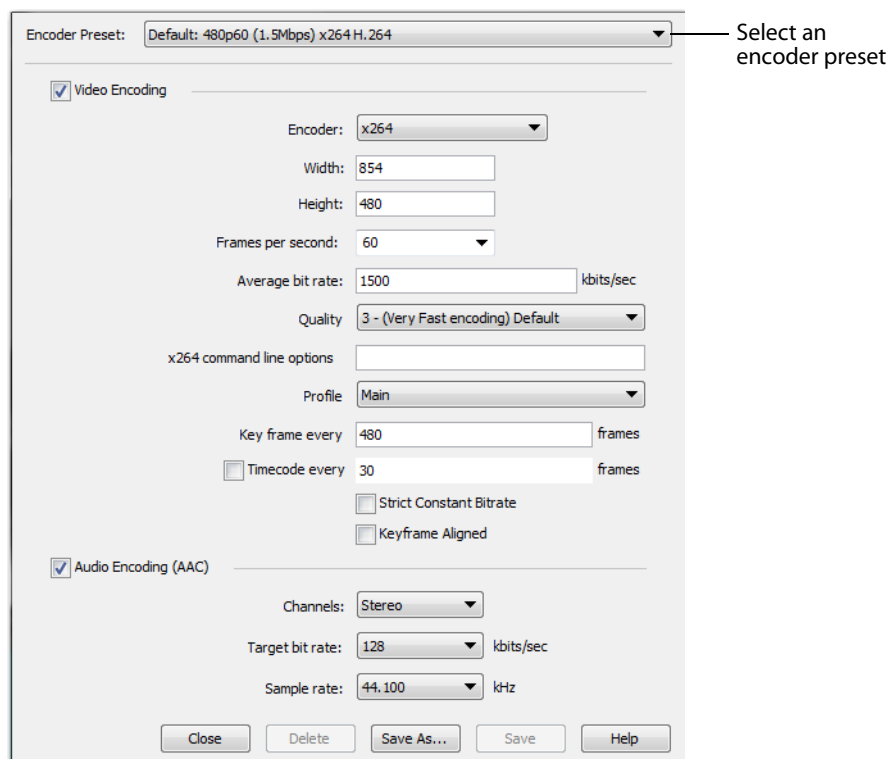 Encoder Preset: Default: 480p60 (1.5Mbps) x264 H.264
Select an
encoder preset
Video Encoding
Encoder: x264
Width: 854
Height: 480
Frames per second: 60
Average bit rate: 1500 kbits/sec
Quality 3 - (Very Fast encoding) Default
x264 command line options
Profile Main
Key frame every 480 frames
Timecode every 30 frames
Strict Constant Bitrate
Keyframe Aligned
Audio Encoding (AAC)
Channels: Stereo
Target bit rate: 128 kbits/sec
Sample rate: 44.100 kHz
Close Delete Save As... Save Help